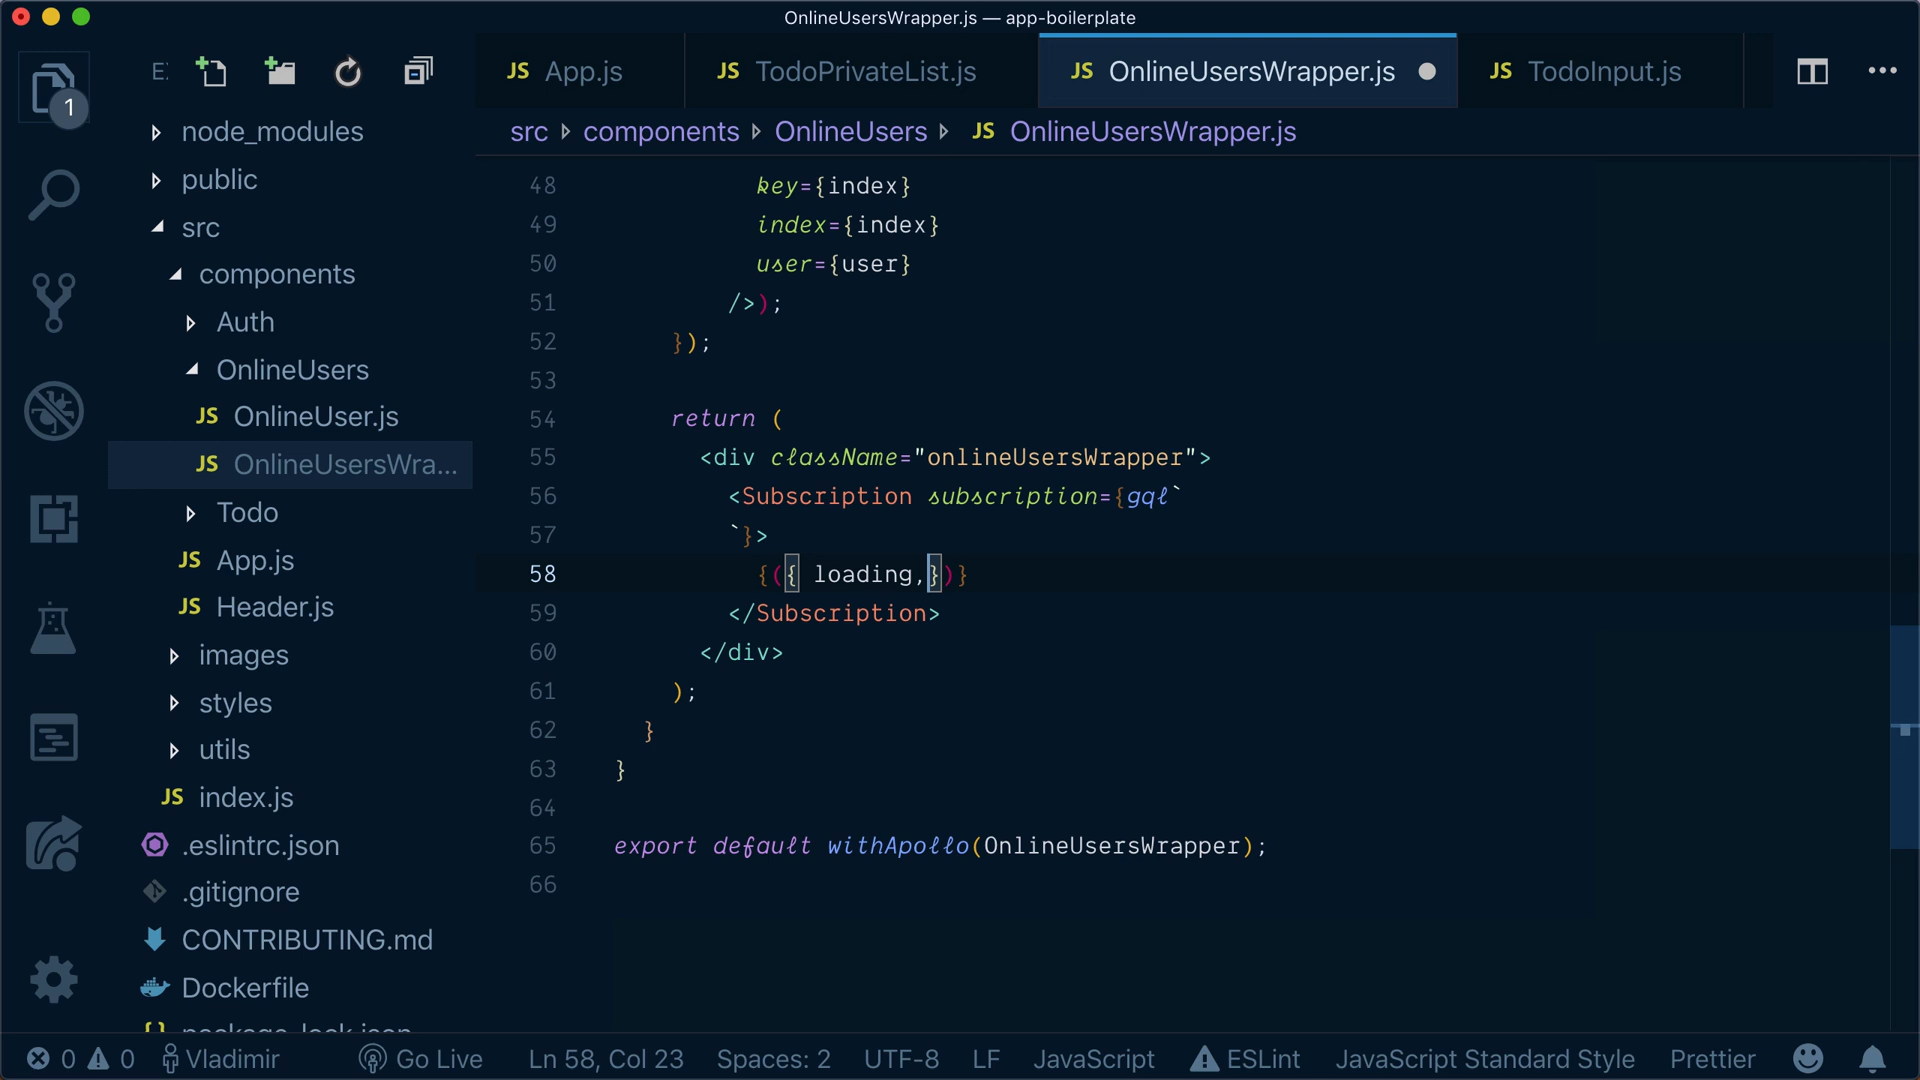 OnlineUsersWrapper.js — app-boilerplate
E:
JS App.js
JS TodoPrivateList.js
JS OnlineUsersWrapper.js
JS TodoInput.js
1
src components OnlineUsers JS OnlineUsersWrapper.js
node_modules
public
src
components
Auth
OnlineUsers
JS OnlineUser.js
JS OnlineUsersWra...
Todo
JS App.js
JS Header.js
images
styles
utils
JS index.js
.eslintrc.json
.gitignore
CONTRIBUTING.md
Dockerfile
{} package-lock.json
48 key={index}
49 index={index}
50 user={user}
51 />);
52 });
53
54 return (
55 <div className="onlineUsersWrapper">
56 <Subscription subscription={gql`
57 `}>
58 {({ loading,})}
59 </Subscription>
60 </div>
61 );
62 }
63 }
64
65 export default withApollo(OnlineUsersWrapper);
66
0 0 Vladimir Go Live Ln 58, Col 23 Spaces: 2 UTF-8 LF JavaScript ESLint JavaScript Standard Style Prettier